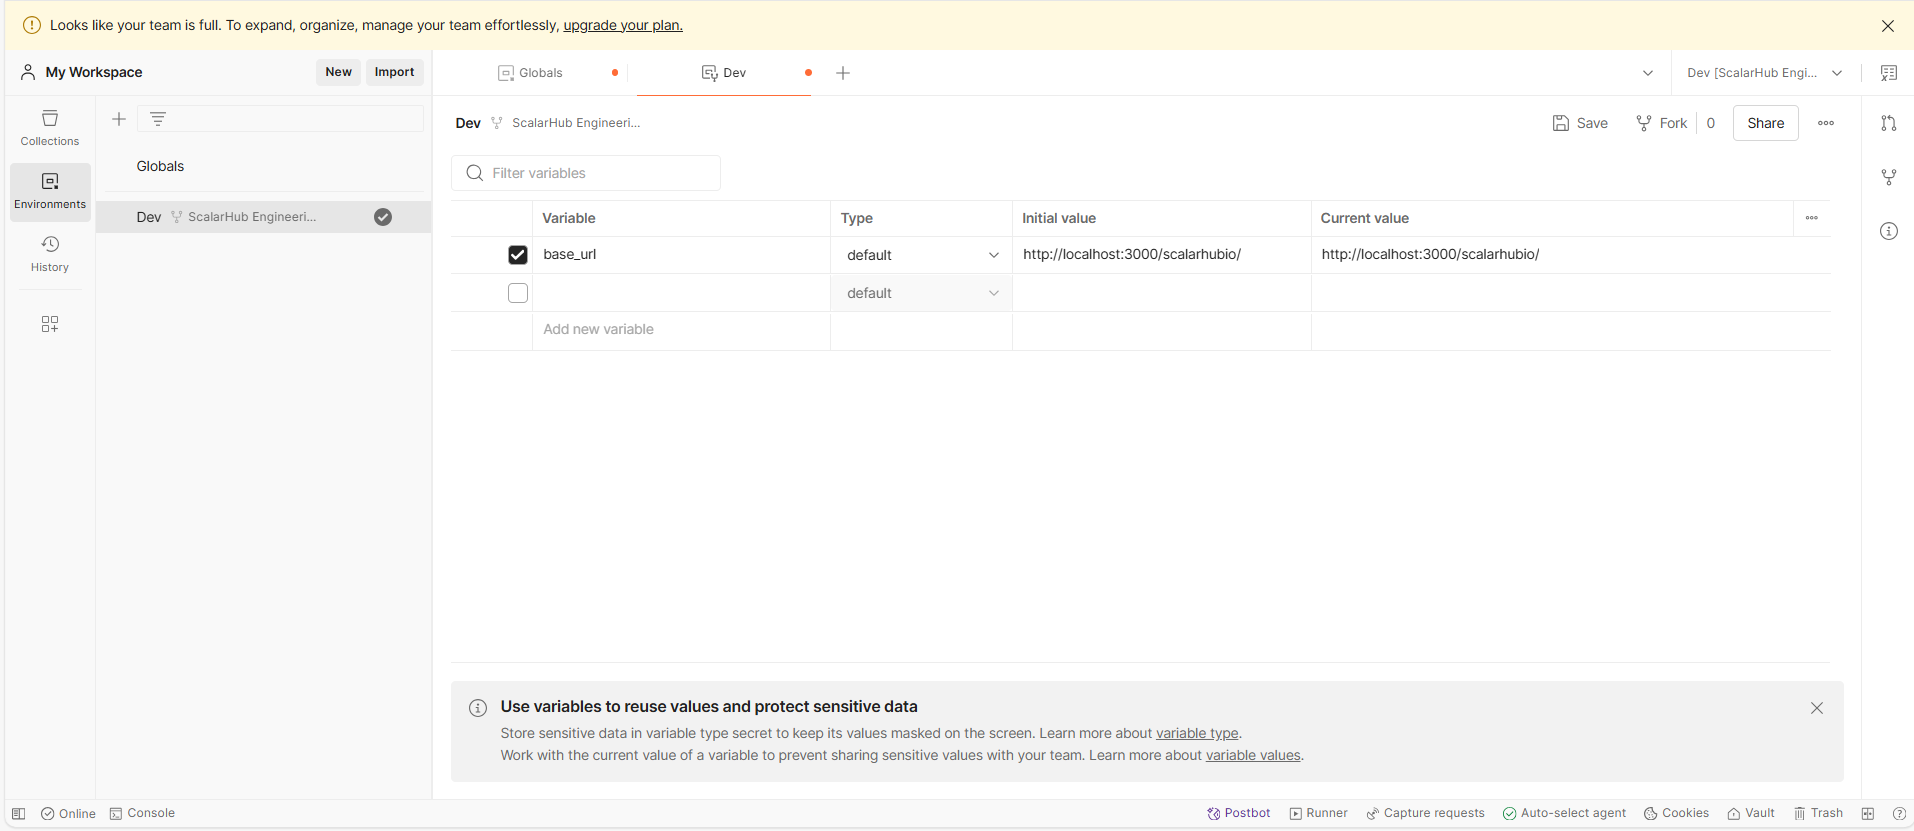 Looks like your team is full. To expand, organize, manage your team effortlessly, upgrade your plan.
My Workspace
New
Import
Globals
Dev
Dev [ScalarHub Engi...
Collections
Environments
History
Globals
Dev ScalarHub Engineeri...
Dev ScalarHub Engineeri...
Save
Fork 0
Share
Filter variables
Variable Type Initial value Current value
base_url default http://localhost:3000/scalarhubio/ http://localhost:3000/scalarhubio/
default
Add new variable
Use variables to reuse values and protect sensitive data
Store sensitive data in variable type secret to keep its values masked on the screen. Learn more about variable type.
Work with the current value of a variable to prevent sharing sensitive values with your team. Learn more about variable values.
Online Console Postbot Runner Capture requests Auto-select agent Cookies Vault Trash